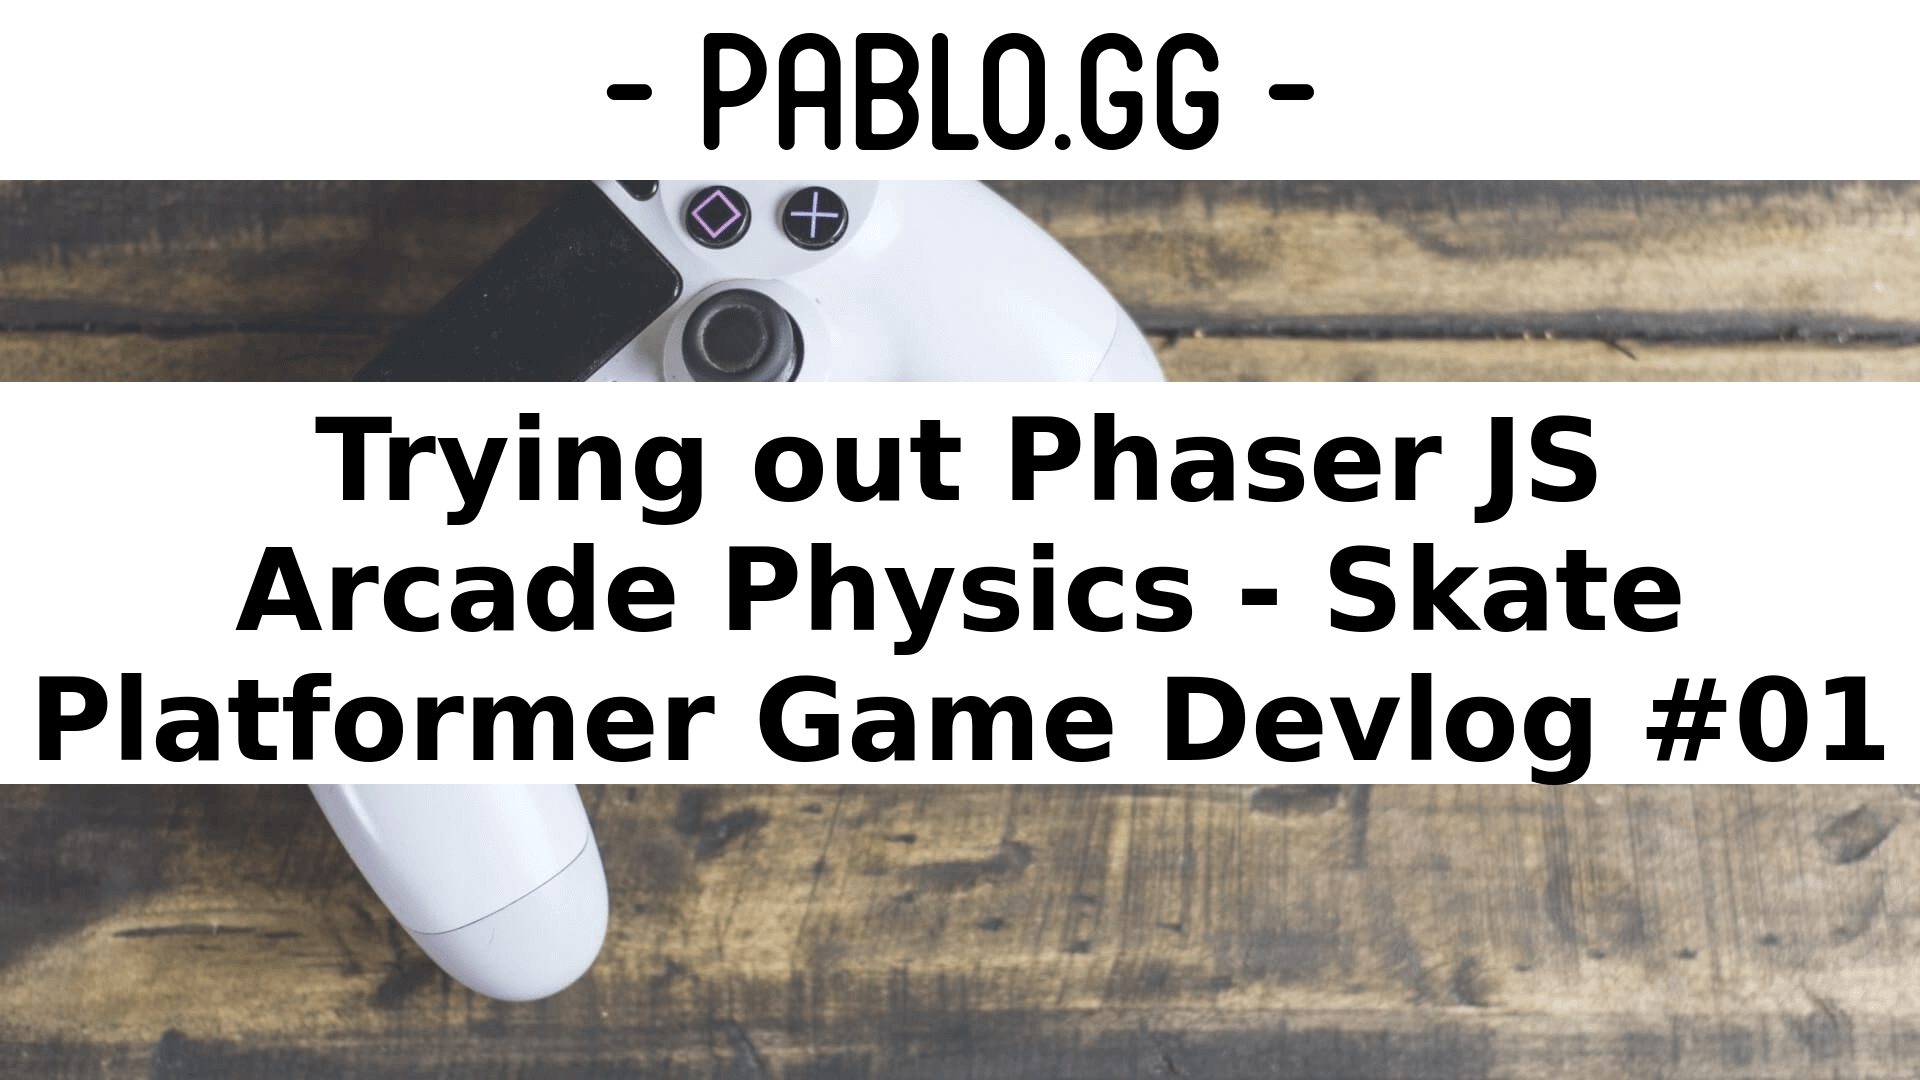 - PABLO.GG -
Trying out Phaser JS
Arcade Physics - Skate
Platformer Game Devlog #01